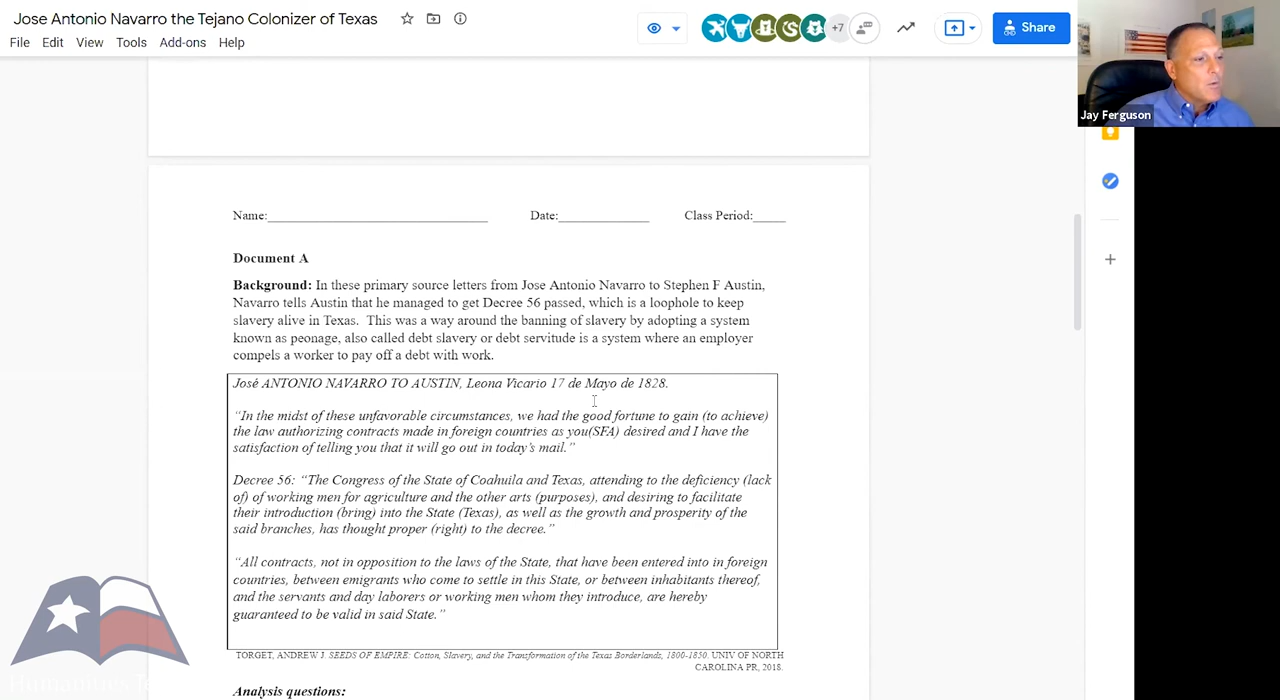 Jose Antonio Navarro the Tejano Colonizer of Texas
File Edit View Tools Add-ons Help
+7
Share
Jay Ferguson
Name:_________________________________ Date:______________ Class Period:_____
Document A
Background: In these primary source letters from Jose Antonio Navarro to Stephen F Austin,
Navarro tells Austin that he managed to get Decree 56 passed, which is a loophole to keep
slavery alive in Texas. This was a way around the banning of slavery by adopting a system
known as peonage, also called debt slavery or debt servitude is a system where an employer
compels a worker to pay off a debt with work.
José ANTONIO NAVARRO TO AUSTIN, Leona Vicario 17 de Mayo de 1828.
“In the midst of these unfavorable circumstances, we had the good fortune to gain (to achieve)
the law authorizing contracts made in foreign countries as you(SFA) desired and I have the
satisfaction of telling you that it will go out in today’s mail.”
Decree 56: “The Congress of the State of Coahuila and Texas, attending to the deficiency (lack
of) of working men for agriculture and the other arts (purposes), and desiring to facilitate
their introduction (bring) into the State (Texas), as well as the growth and prosperity of the
said branches, has thought proper (right) to the decree.”
“All contracts, not in opposition to the laws of the State, that have been entered into in foreign
countries, between emigrants who come to settle in this State, or between inhabitants thereof,
and the servants and day laborers or working men whom they introduce, are hereby
guaranteed to be valid in said State.”
TORGET, ANDREW J. SEEDS OF EMPIRE: Cotton, Slavery, and the Transformation of the Texas Borderlands, 1800-1850. UNIV OF NORTH
CAROLINA PR, 2018.
Analysis questions:
Humanities